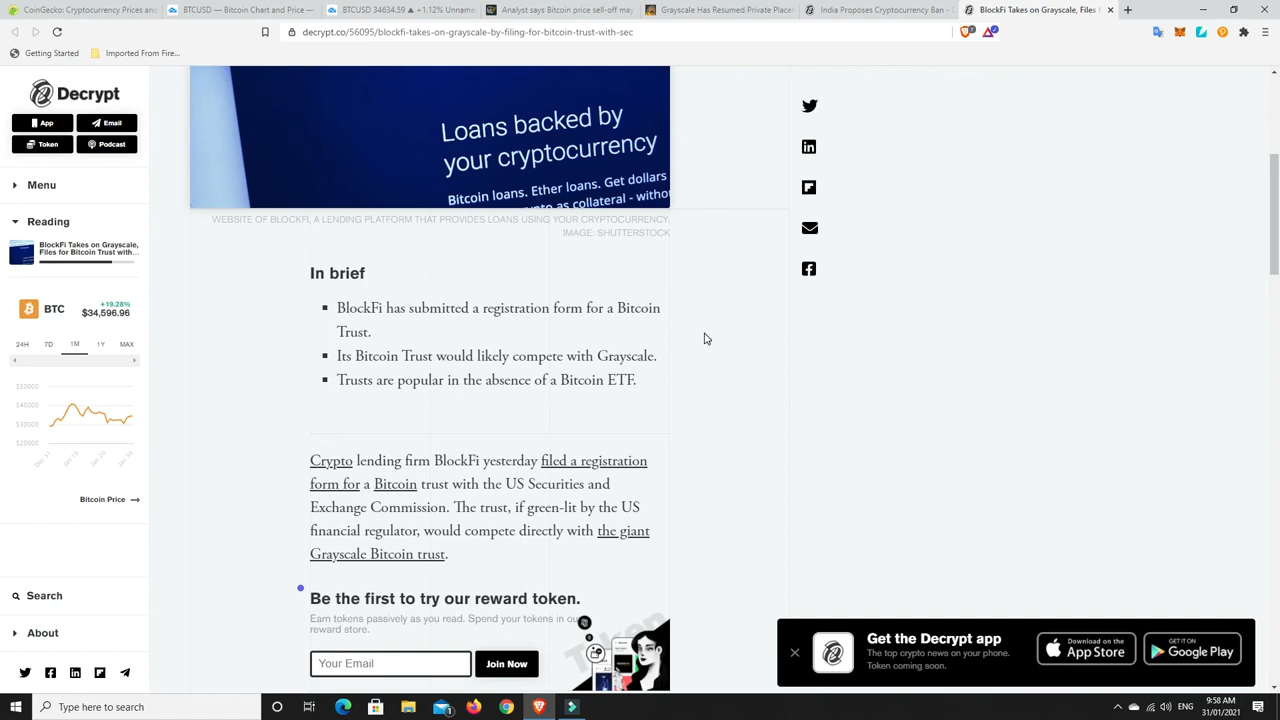 CoinGecko: Cryptocurrency Prices and
BTCUSD — Bitcoin Chart and Price —
BTCUSD 34634.59 ▲ +1.12% Unname
Analyst says Bitcoin price sell-off may
Grayscale Has Resumed Private Placer
India Proposes Cryptocurrency Ban -
BlockFi Takes on Grayscale, Files f
decrypt.co/56095/blockfi-takes-on-grayscale-by-filing-for-bitcoin-trust-with-sec
Getting Started
Imported From Fire...
Decrypt
App
Email
Token
Podcast
Menu
Reading
BlockFi Takes on Grayscale,
Files for Bitcoin Trust with...
BTC
+19.28%
$34,596.96
24H 7D 1M 1Y MAX
$50000
$40000
$30000
$20000
Bitcoin Price
Search
About
Loans backed by
your cryptocurrency
Bitcoin loans. Ether loans. Get dollars
as collateral - witho
WEBSITE OF BLOCKFI, A LENDING PLATFORM THAT PROVIDES LOANS USING YOUR CRYPTOCURRENCY.
IMAGE: SHUTTERSTOCK
In brief
BlockFi has submitted a registration form for a Bitcoin
Trust.
Its Bitcoin Trust would likely compete with Grayscale.
Trusts are popular in the absence of a Bitcoin ETF.
Crypto lending firm BlockFi yesterday filed a registration
form for a Bitcoin trust with the US Securities and
Exchange Commission. The trust, if green-lit by the US
financial regulator, would compete directly with the giant
Grayscale Bitcoin trust.
Be the first to try our reward token.
Earn tokens passively as you read. Spend your tokens in our
reward store.
Your Email
Join Now
Get the Decrypt app
The top crypto news on your phone.
Token coming soon.
Download on the
App Store
GET IT ON
Google Play
Type here to search
ENG
9:58 AM
31/01/2021